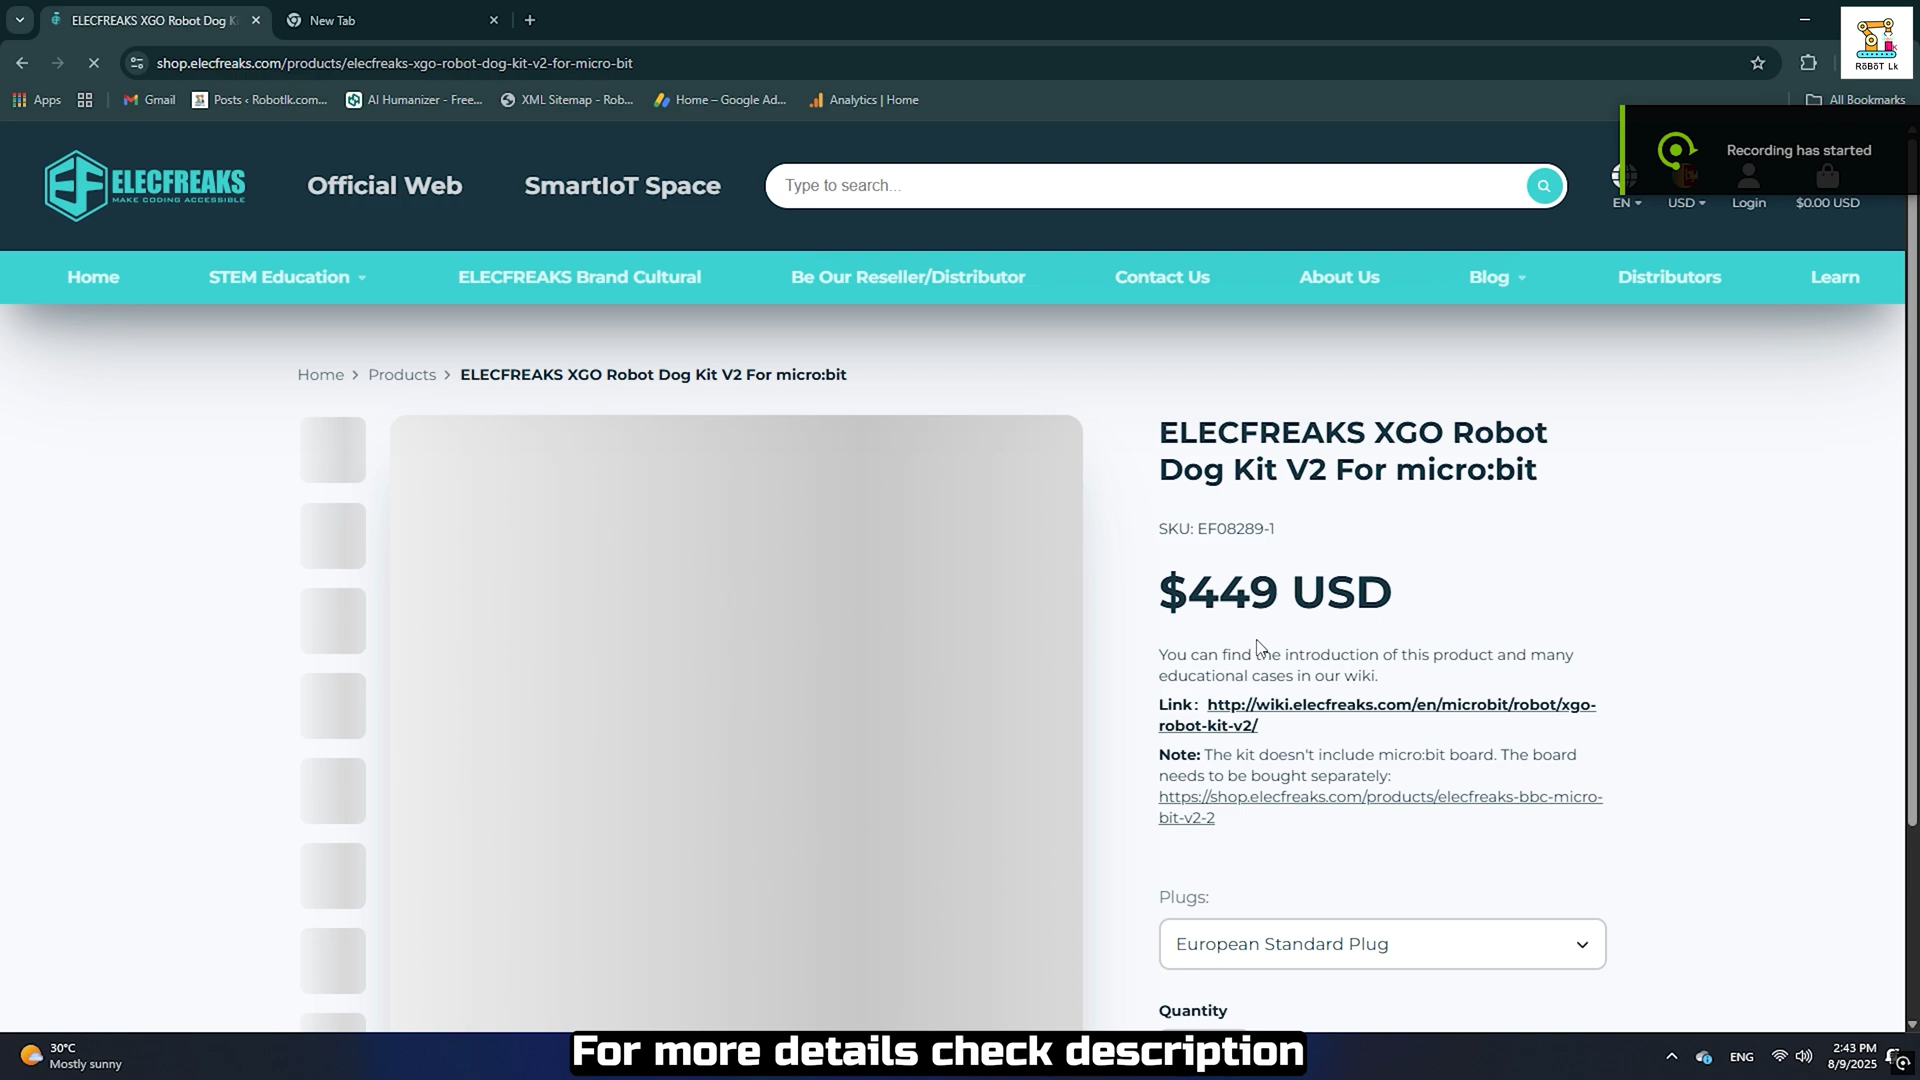 ELECFREAKS XGO Robot Dog K
New Tab
shop.elecfreaks.com/products/elecfreaks-xgo-robot-dog-kit-v2-for-micro-bit
RöBöT Lk
Apps
Gmail
Posts ‹ Robotlk.com...
AI Humanizer - Free...
XML Sitemap - Rob...
Home – Google Ad...
Analytics | Home
All Bookmarks
Recording has started
ELECFREAKS
MAKE CODING ACCESSIBLE
Official Web
SmartIoT Space
Type to search...
EN
USD
Login
$0.00 USD
Home
STEM Education
ELECFREAKS Brand Cultural
Be Our Reseller/Distributor
Contact Us
About Us
Blog
Distributors
Learn
Home > Products > ELECFREAKS XGO Robot Dog Kit V2 For micro:bit
ELECFREAKS XGO Robot
Dog Kit V2 For micro:bit
SKU: EF08289-1
$449 USD
You can find the introduction of this product and many
educational cases in our wiki.
Link： http://wiki.elecfreaks.com/en/microbit/robot/xgo-
robot-kit-v2/
Note: The kit doesn't include micro:bit board. The board
needs to be bought separately:
https://shop.elecfreaks.com/products/elecfreaks-bbc-micro-
bit-v2-2
Plugs:
European Standard Plug
Quantity
For more details check description
30°C
Mostly sunny
ENG
2:43 PM
8/9/2025